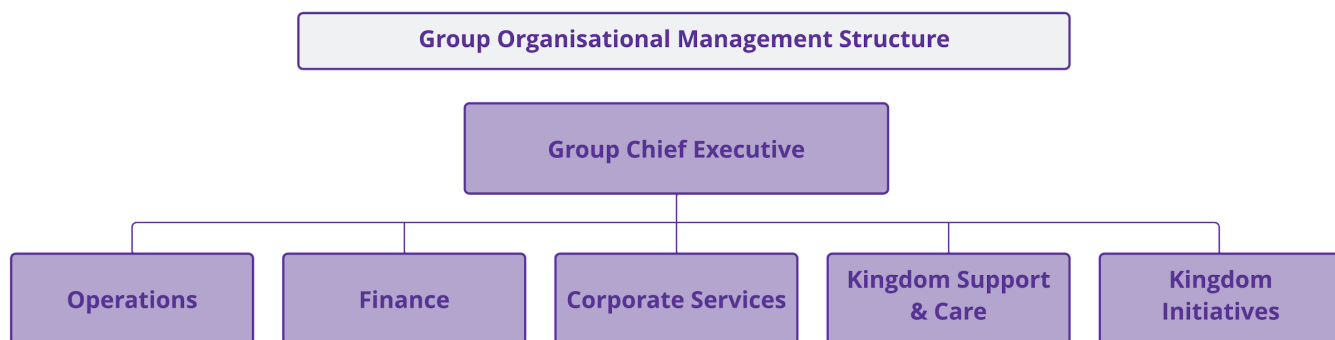 Group Organisational Management Structure
Group Chief Executive
Operations
Finance
Corporate Services
Kingdom Support
& Care
Kingdom
Initiatives